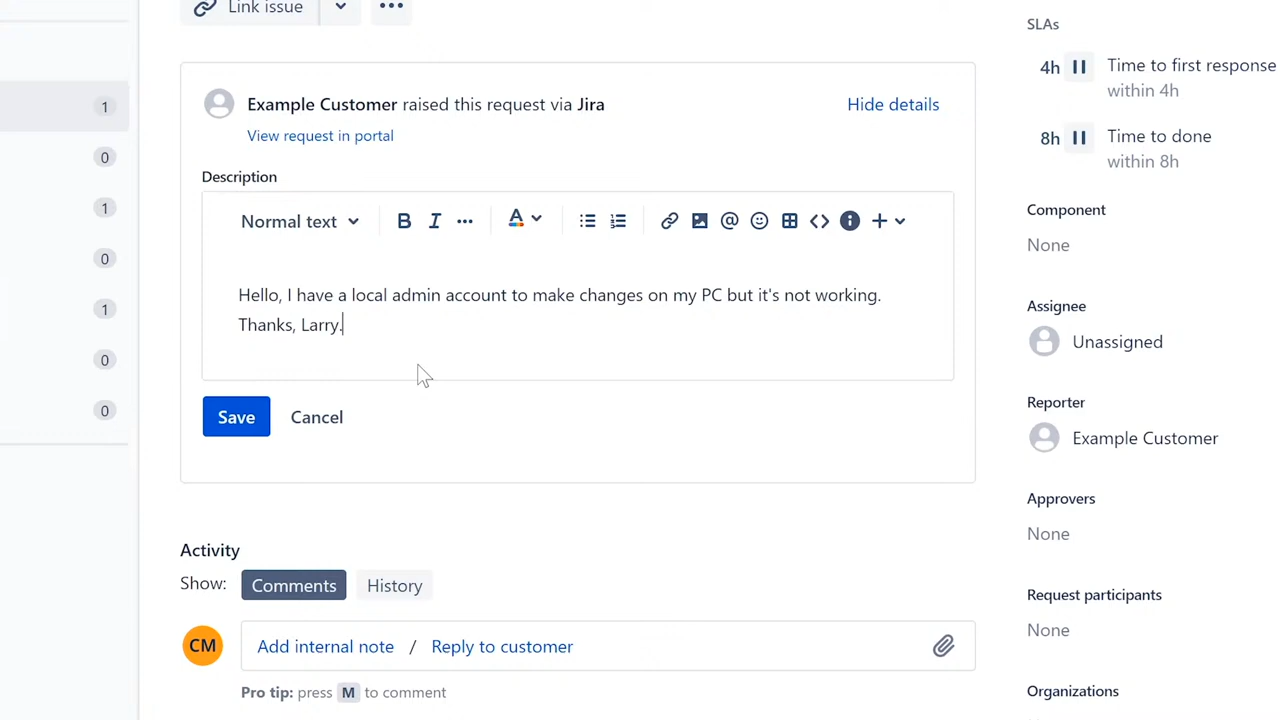 Link issue
1
0
1
0
1
0
0
Example Customer raised this request via Jira
Hide details
View request in portal
Description
Normal text
B I A @
Hello, I have a local admin account to make changes on my PC but it's not working.
Thanks, Larry.
Save Cancel
Activity
Show: Comments History
CM Add internal note / Reply to customer
Pro tip: press M to comment
SLAs
4h Time to first response
within 4h
8h Time to done
within 8h
Component
None
Assignee
Unassigned
Reporter
Example Customer
Approvers
None
Request participants
None
Organizations